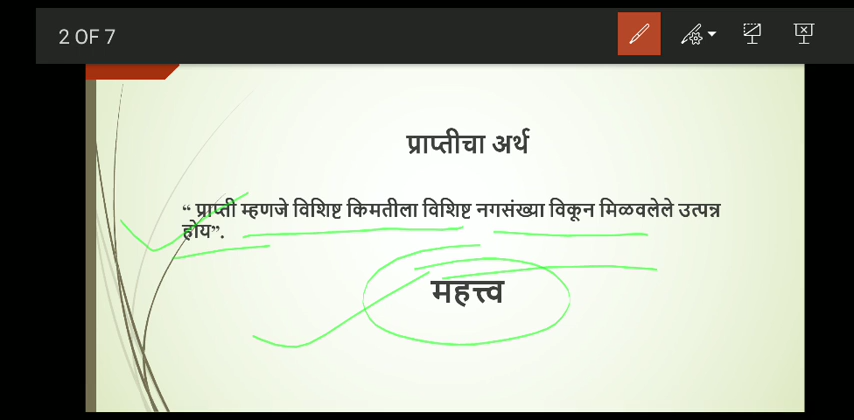 2 OF 7
प्राप्तीचा अर्थ
“ प्राप्ती म्हणजे विशिष्ट किमतीला विशिष्ट नगसंख्या विकून मिळवलेले उत्पन्न
होय”.
महत्त्व